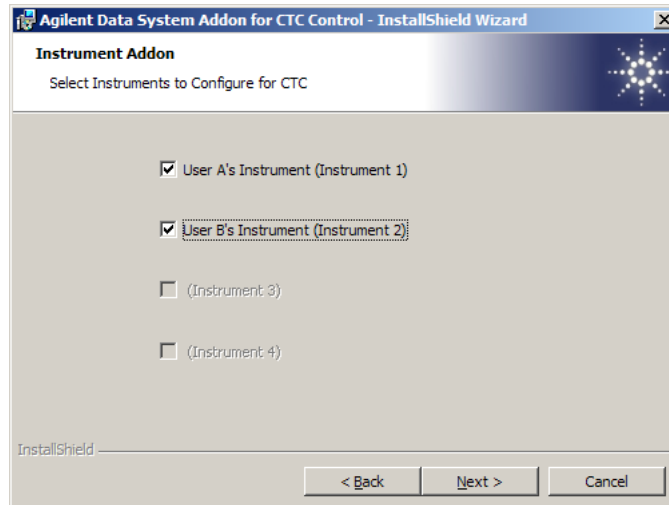 Agilent Data System Addon for CTC Control - InstallShield Wizard
Instrument Addon
Select Instruments to Configure for CTC
User A's Instrument (Instrument 1)
User B's Instrument (Instrument 2)
(Instrument 3)
(Instrument 4)
InstallShield
< Back Next > Cancel